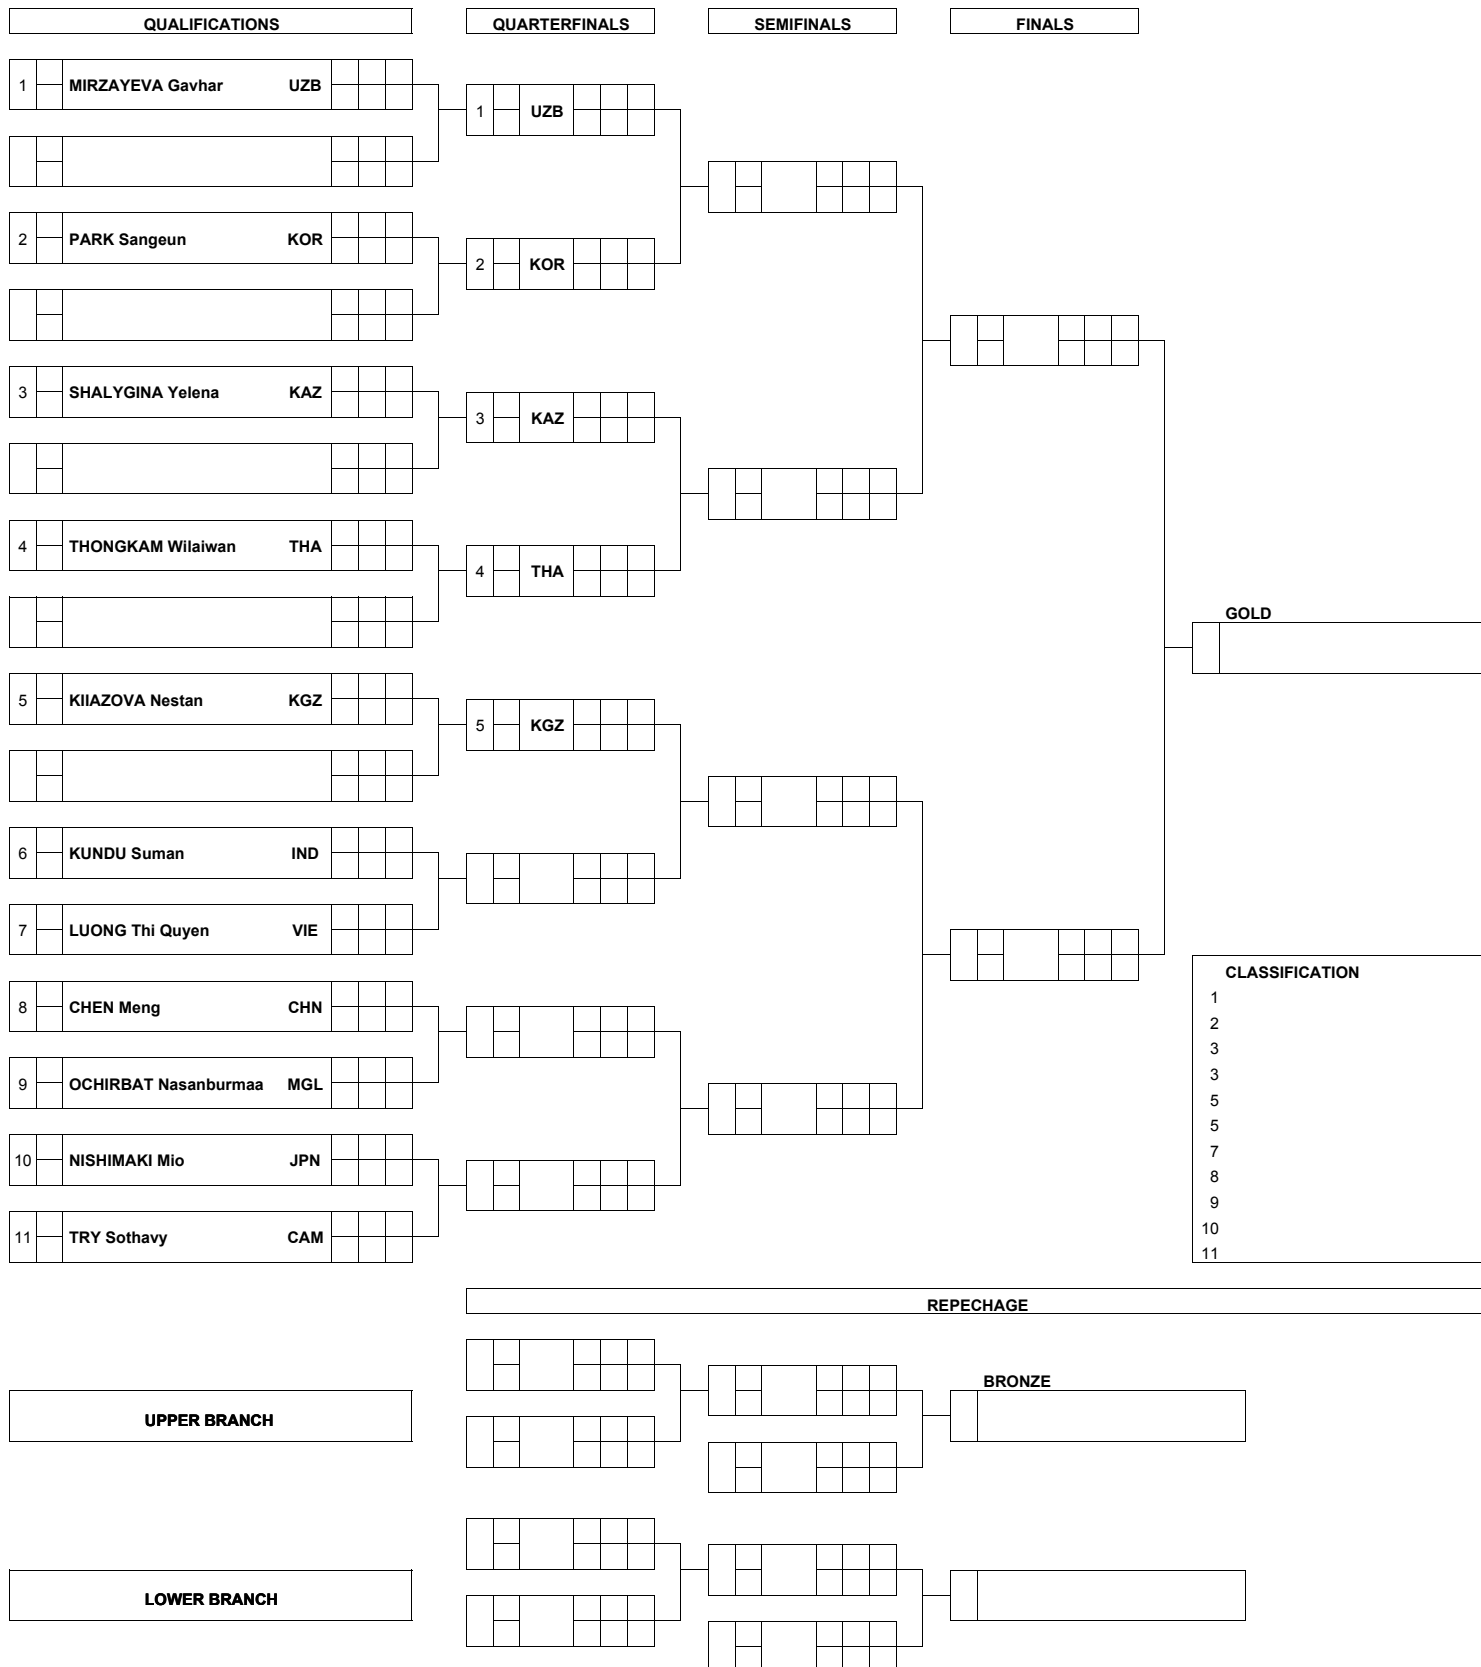 QUALIFICATIONS QUARTERFINALS SEMIFINALS FINALS
1 MIRZAYEVA Gavhar UZB
1 UZB
2 PARK Sangeun KOR
2 KOR
3 SHALYGINA Yelena KAZ
3 KAZ
4 THONGKAM Wilaiwan THA
4 THA
GOLD
5 KIIAZOVA Nestan KGZ
5 KGZ
6 KUNDU Suman IND
7 LUONG Thi Quyen VIE
8 CHEN Meng CHN
9 OCHIRBAT Nasanburmaa MGL
10 NISHIMAKI Mio JPN
11 TRY Sothavy CAM
CLASSIFICATION
1
2
3
3
5
5
7
8
9
10
11
REPECHAGE
BRONZE
UPPER BRANCH
LOWER BRANCH